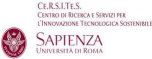 CE.R.S.I.TE.S.
CENTRO DI RICERCA E SERVIZI PER
L'INNOVAZIONE TECNOLOGICA SOSTENIBILE
SAPIENZA
UNIVERSITÀ DI ROMA